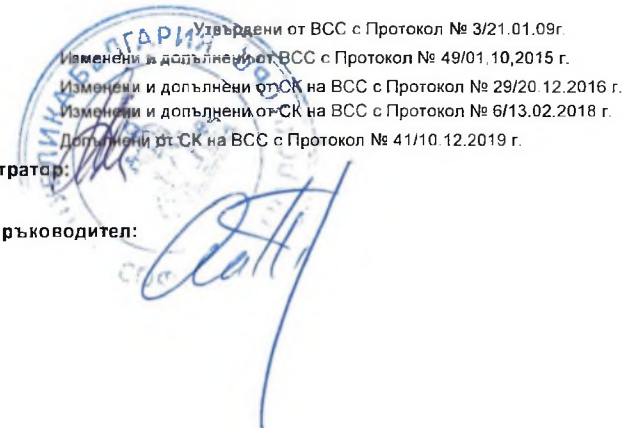 Утвърдени от ВСС с Протокол № 3/21.01.09г.
Изменени и допълнени от ВСС с Протокол № 49/01,10,2015 г.
Изменени и допълнени от СК на ВСС с Протокол № 29/20.12.2016 г.
Изменени и допълнени от СК на ВСС с Протокол № 6/13.02.2018 г.
Допълнени от СК на ВСС с Протокол № 41/10.12.2019 г.
тратор:
ръководител: